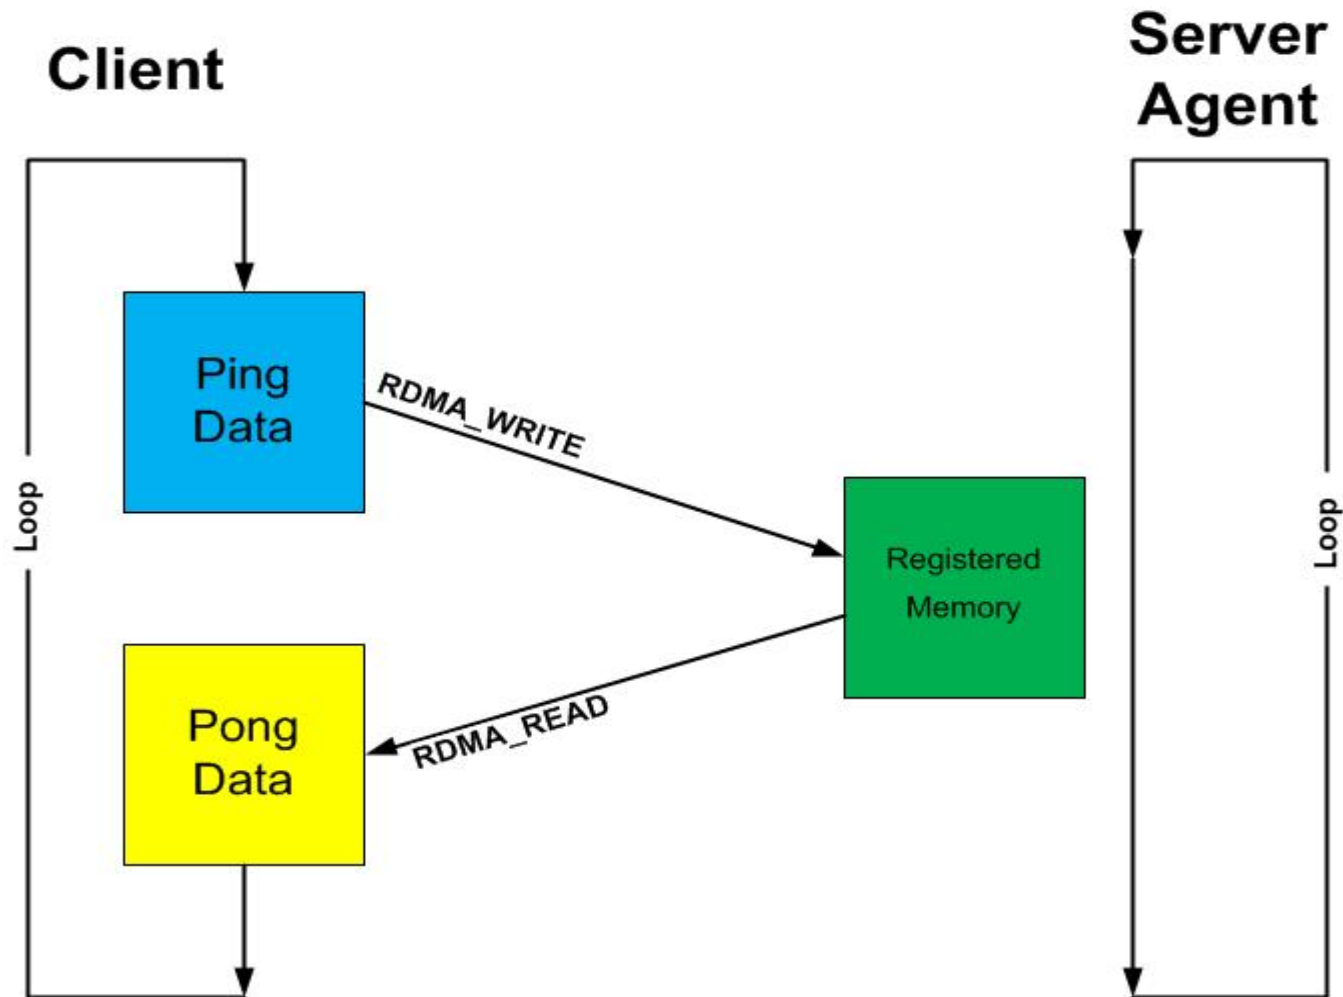 Client
Server
Agent
Ping
Data
RDMA_WRITE
Loop
Registered
Memory
Loop
Pong
Data
RDMA_READ